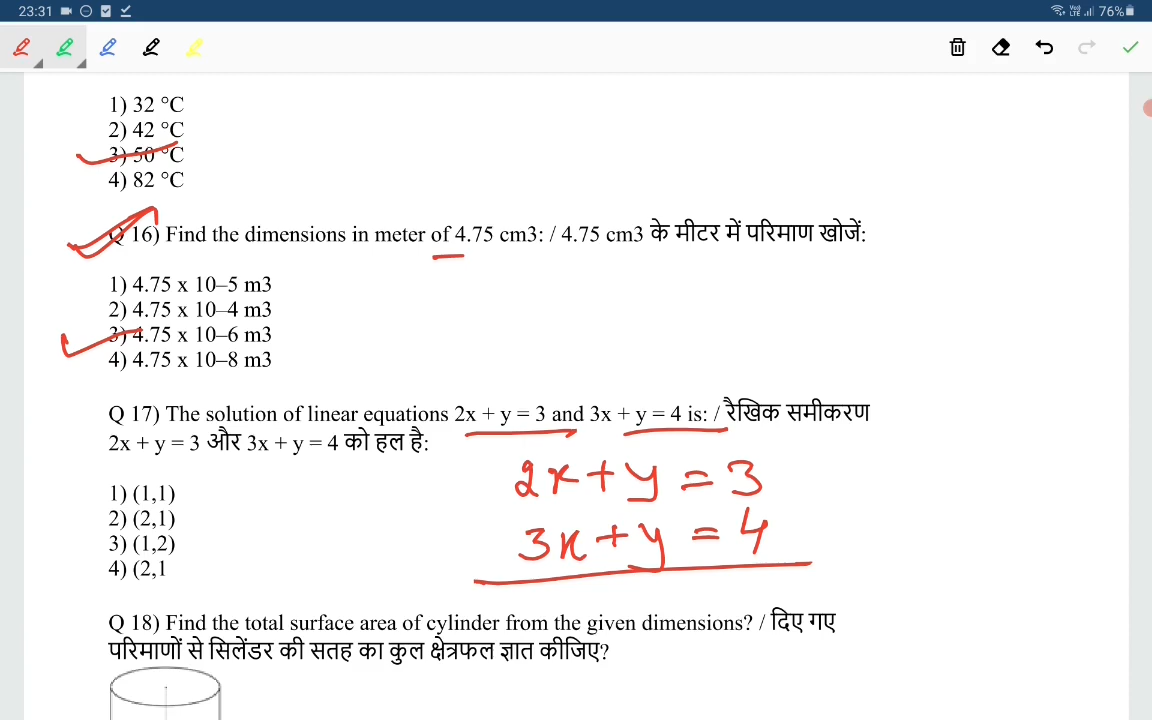 23:31 76%
1) 32 °C
2) 42 °C
3) 50 °C
4) 82 °C
Q 16) Find the dimensions in meter of 4.75 cm3: / 4.75 cm3 के मीटर में परिमाण खोजें:
1) 4.75 x 10–5 m3
2) 4.75 x 10–4 m3
3) 4.75 x 10–6 m3
4) 4.75 x 10–8 m3
Q 17) The solution of linear equations 2x + y = 3 and 3x + y = 4 is: / रैखिक समीकरण
2x + y = 3 और 3x + y = 4 को हल है:
2x + y = 3
3x + y = 4
1) (1,1)
2) (2,1)
3) (1,2)
4) (2,1
Q 18) Find the total surface area of cylinder from the given dimensions? / दिए गए
परिमाणों से सिलेंडर की सतह का कुल क्षेत्रफल ज्ञात कीजिए?